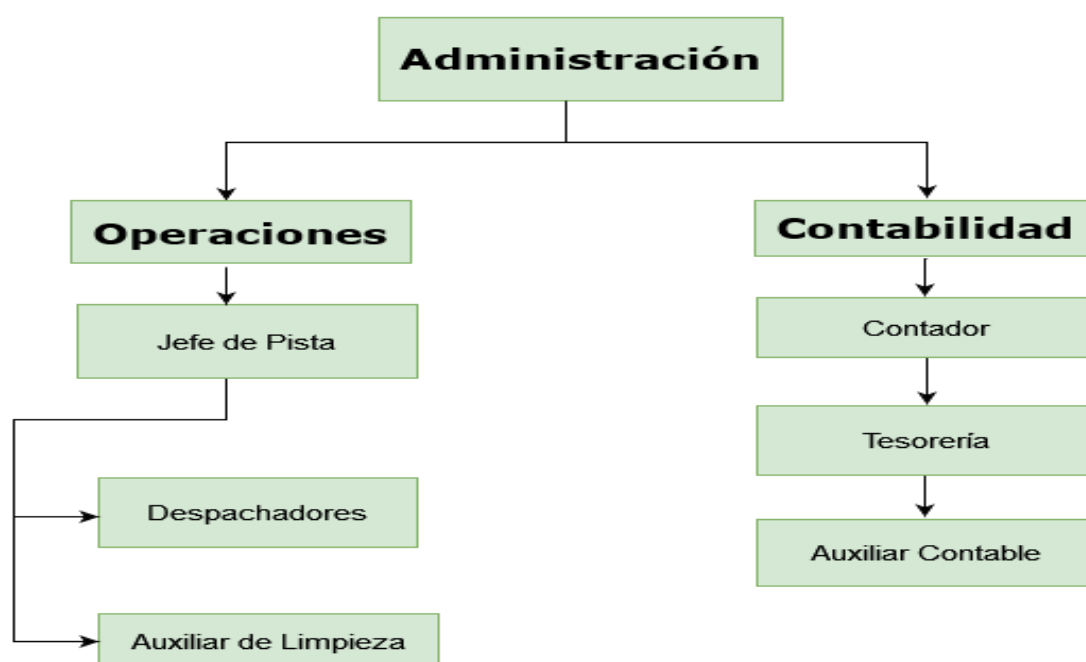 Administración
Operaciones
Contabilidad
Jefe de Pista
Contador
Tesorería
Despachadores
Auxiliar Contable
Auxiliar de Limpieza